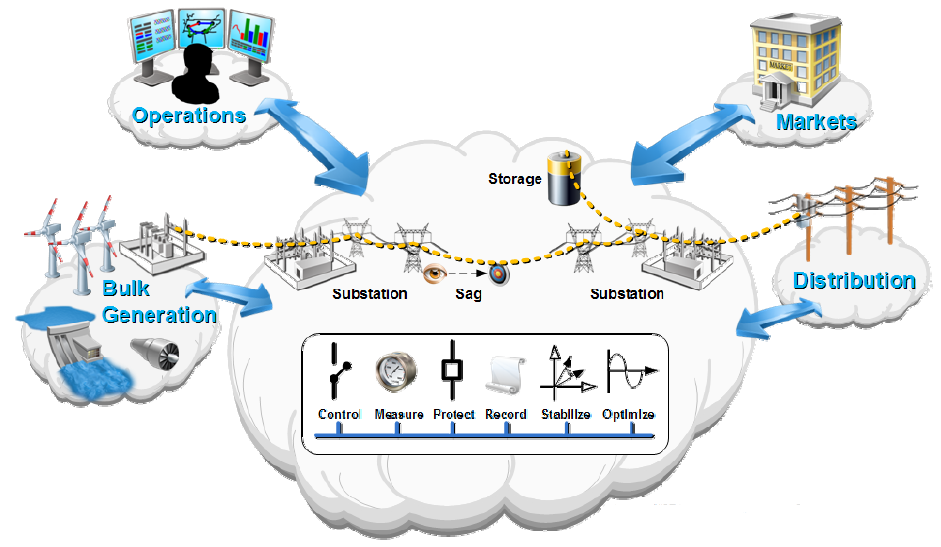 MARKET
Operations
Markets
Storage
Substation
Sag
Substation
Bulk
Generation
Distribution
Control
Measure
Protect
Record
Stabilize
Optimize